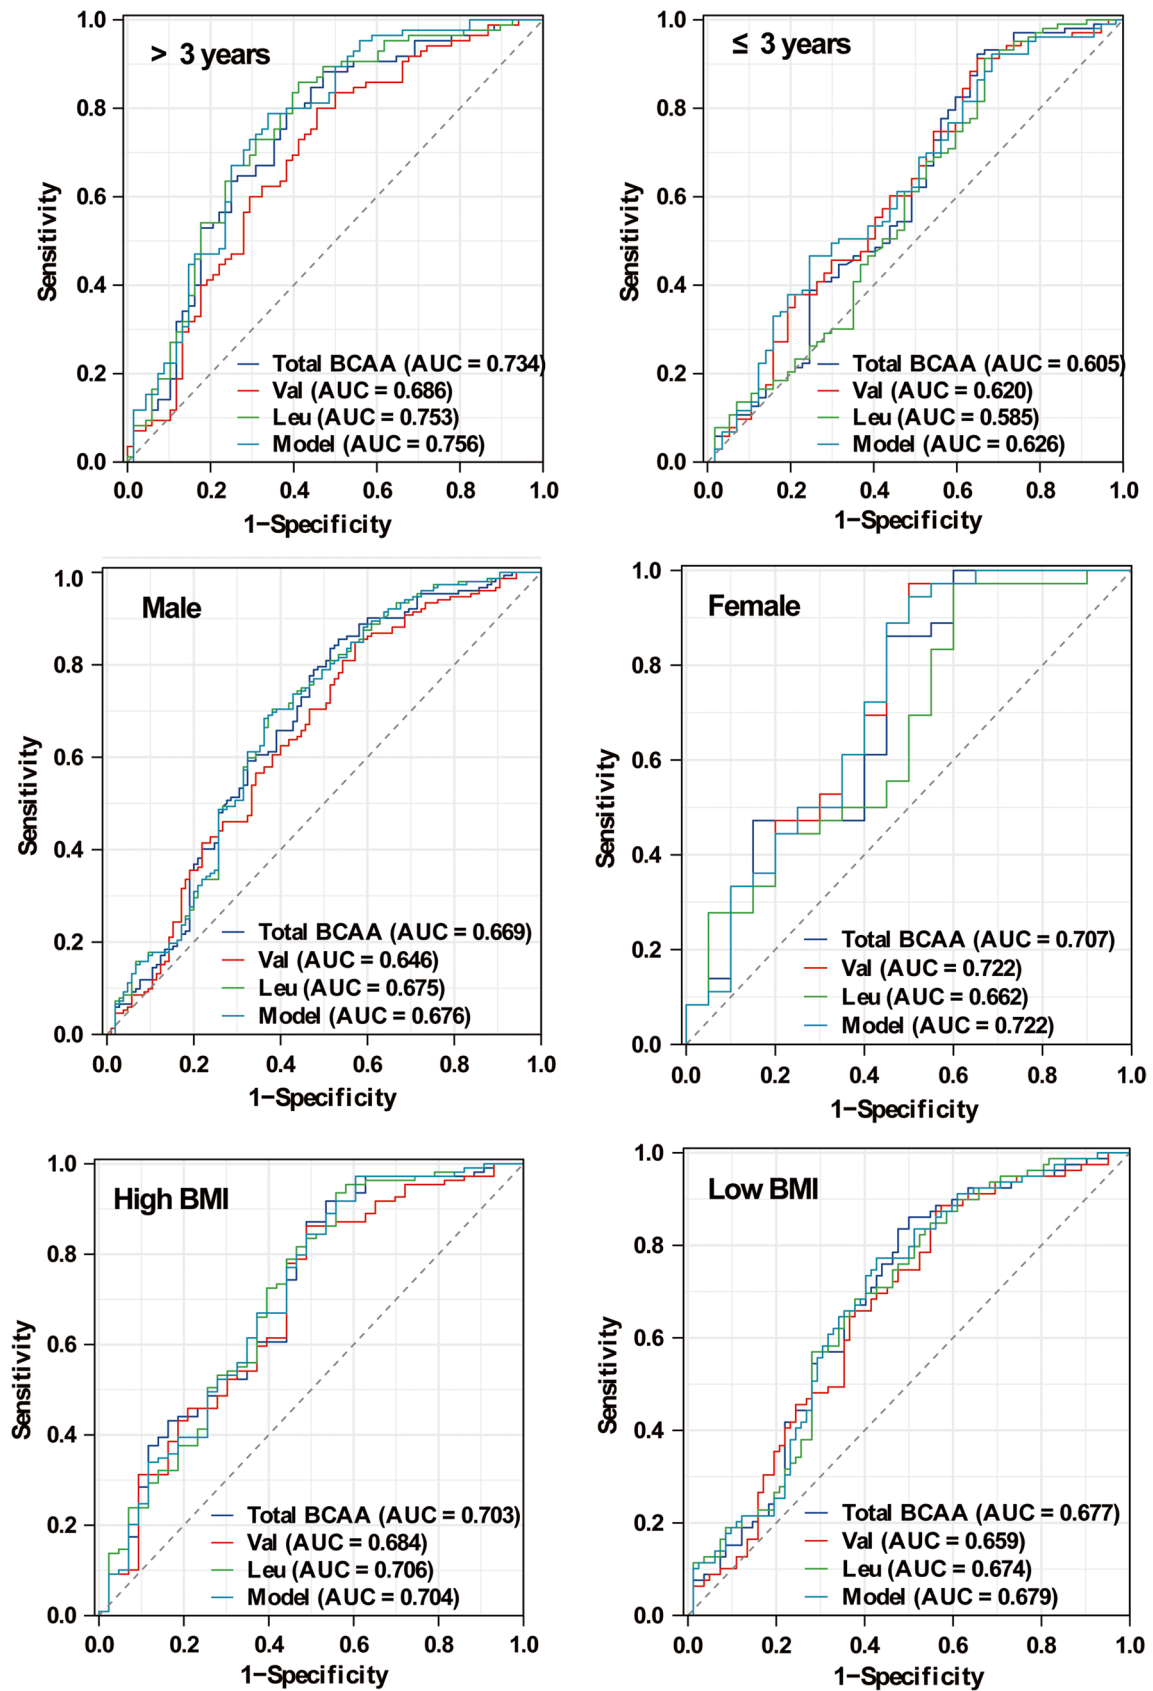 > 3 years
1.0
0.8
0.6
0.4
0.2
0.0
Sensitivity
Total BCAA (AUC = 0.734)
Val (AUC = 0.686)
Leu (AUC = 0.753)
Model (AUC = 0.756)
0.0 0.2 0.4 0.6 0.8 1.0
1−Specificity
≤ 3 years
1.0
0.8
0.6
0.4
0.2
0.0
Sensitivity
Total BCAA (AUC = 0.605)
Val (AUC = 0.620)
Leu (AUC = 0.585)
Model (AUC = 0.626)
0.0 0.2 0.4 0.6 0.8 1.0
1−Specificity
Male
1.0
0.8
0.6
0.4
0.2
0.0
Sensitivity
Total BCAA (AUC = 0.669)
Val (AUC = 0.646)
Leu (AUC = 0.675)
Model (AUC = 0.676)
0.0 0.2 0.4 0.6 0.8 1.0
1−Specificity
Female
1.0
0.8
0.6
0.4
0.2
0.0
Sensitivity
Total BCAA (AUC = 0.707)
Val (AUC = 0.722)
Leu (AUC = 0.662)
Model (AUC = 0.722)
0.0 0.2 0.4 0.6 0.8 1.0
1−Specificity
High BMI
1.0
0.8
0.6
0.4
0.2
0.0
Sensitivity
Total BCAA (AUC = 0.703)
Val (AUC = 0.684)
Leu (AUC = 0.706)
Model (AUC = 0.704)
0.0 0.2 0.4 0.6 0.8 1.0
1−Specificity
Low BMI
1.0
0.8
0.6
0.4
0.2
0.0
Sensitivity
Total BCAA (AUC = 0.677)
Val (AUC = 0.659)
Leu (AUC = 0.674)
Model (AUC = 0.679)
0.0 0.2 0.4 0.6 0.8 1.0
1−Specificity